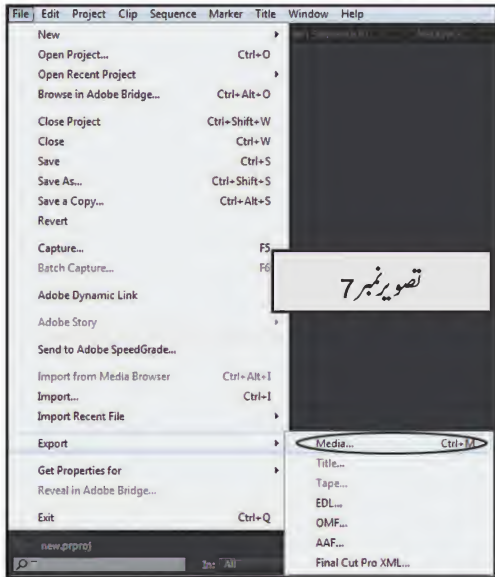 File Edit Project Clip Sequence Marker Title Window Help
New
Open Project... Ctrl+O
Open Recent Project
Browse in Adobe Bridge... Ctrl+Alt+O
Close Project Ctrl+Shift+W
Close Ctrl+W
Save Ctrl+S
Save As... Ctrl+Shift+S
Save a Copy... Ctrl+Alt+S
Revert
Capture... F5
Batch Capture... F6
تصویر نمبر 7
Adobe Dynamic Link
Adobe Story
Send to Adobe SpeedGrade...
Import from Media Browser Ctrl+Alt+I
Import... Ctrl+I
Import Recent File
Export
Media... Ctrl+M
Title...
Tape...
EDL...
OMF...
AAF...
Final Cut Pro XML...
Get Properties for
Reveal in Adobe Bridge...
Exit Ctrl+Q
new.prproj
In: All